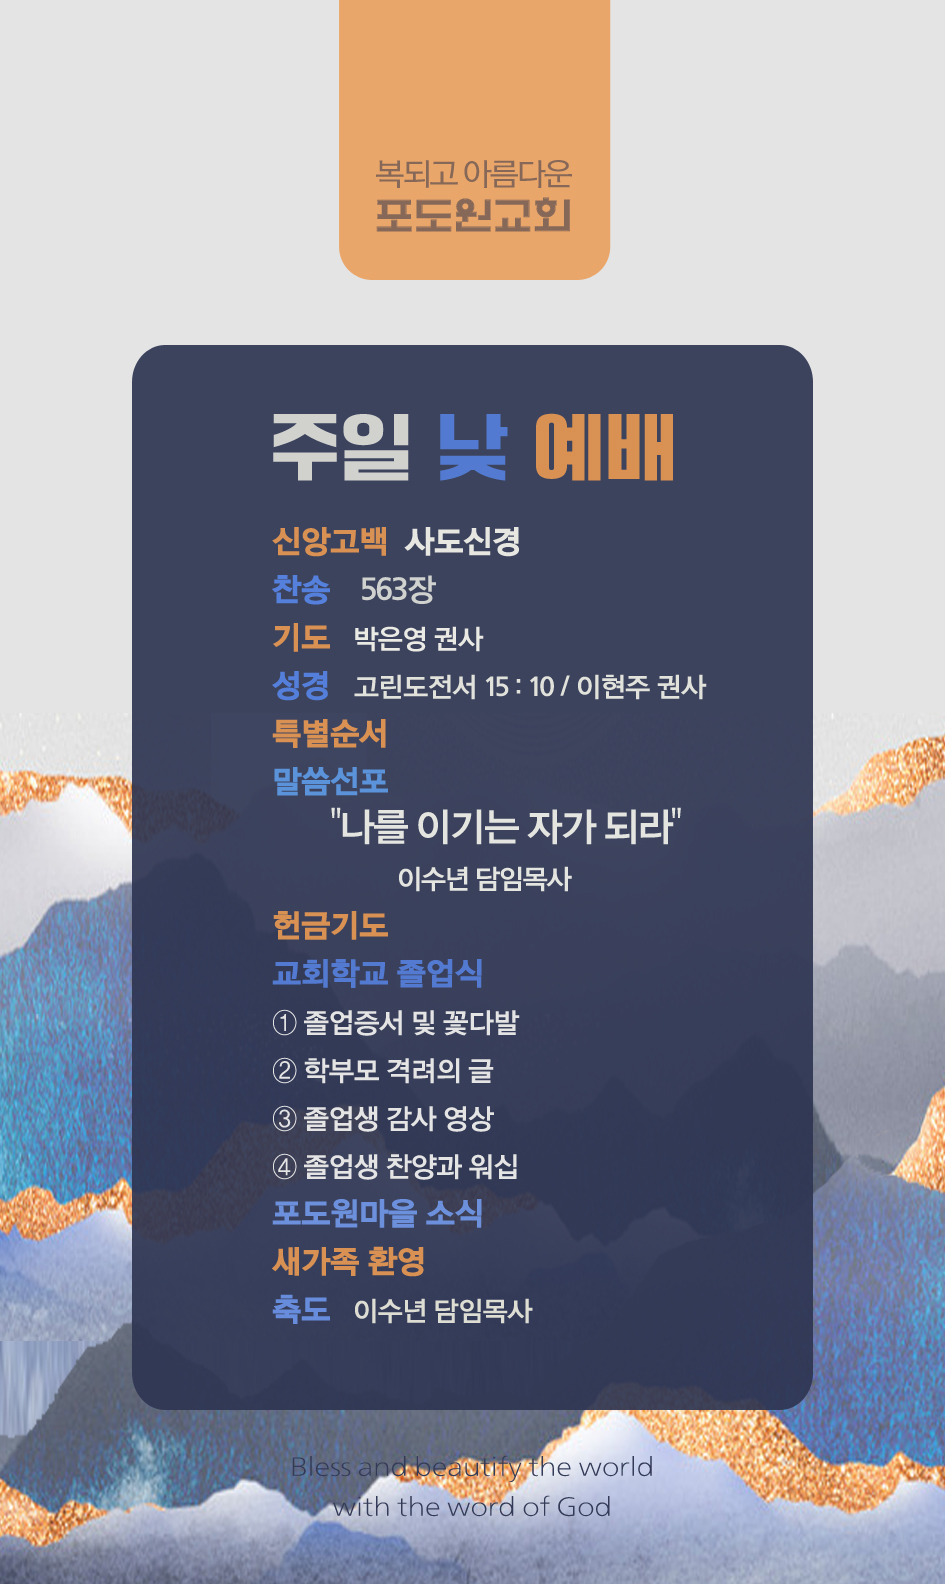 복되고 아름다운
포도원교회
주일 낮 예배
신앙고백 사도신경
찬송 563장
기도 박은영 권사
성경 고린도전서 15 : 10 / 이현주 권사
특별순서
말씀선포
"나를 이기는 자가 되라"
이수년 담임목사
헌금기도
교회학교 졸업식
① 졸업증서 및 꽃다발
② 학부모 격려의 글
③ 졸업생 감사 영상
④ 졸업생 찬양과 워십
포도원마을 소식
새가족 환영
축도 이수년 담임목사
Bless and beautify the world
with the word of God